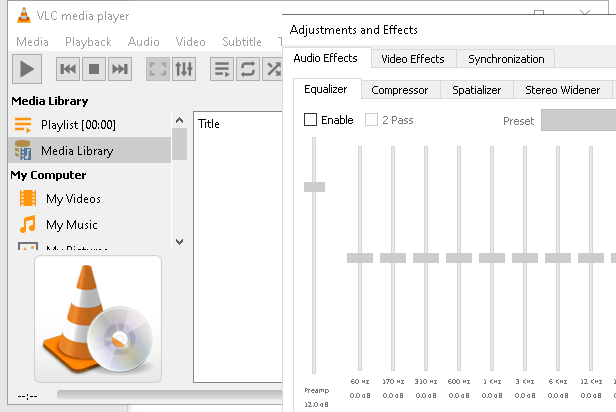 VLC media player
Media Playback Audio Video Subtitle
Media Library
Playlist [00:00]
Media Library
My Computer
My Videos
My Music
My Pictures
Title
--:--
Adjustments and Effects
Audio Effects Video Effects Synchronization
Equalizer Compressor Spatializer Stereo Widener
Enable 2 Pass Preset
60 Hz 170 Hz 310 Hz 600 Hz 1 KHz 3 KHz 6 KHz 12 KHz
Preamp 0.0 dB 0.0 dB 0.0 dB 0.0 dB 0.0 dB 0.0 dB 0.0 dB 0.0 dB
12.0 dB